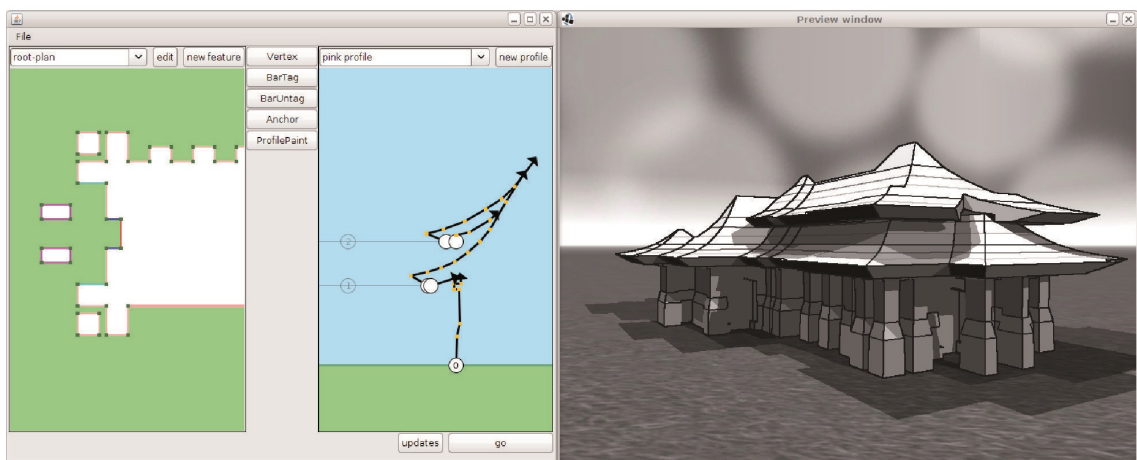 Preview window
File
root-plan
edit
new feature
Vertex
pink profile
new profile
BarTag
BarUntag
Anchor
ProfilePaint
2
1
0
updates
go